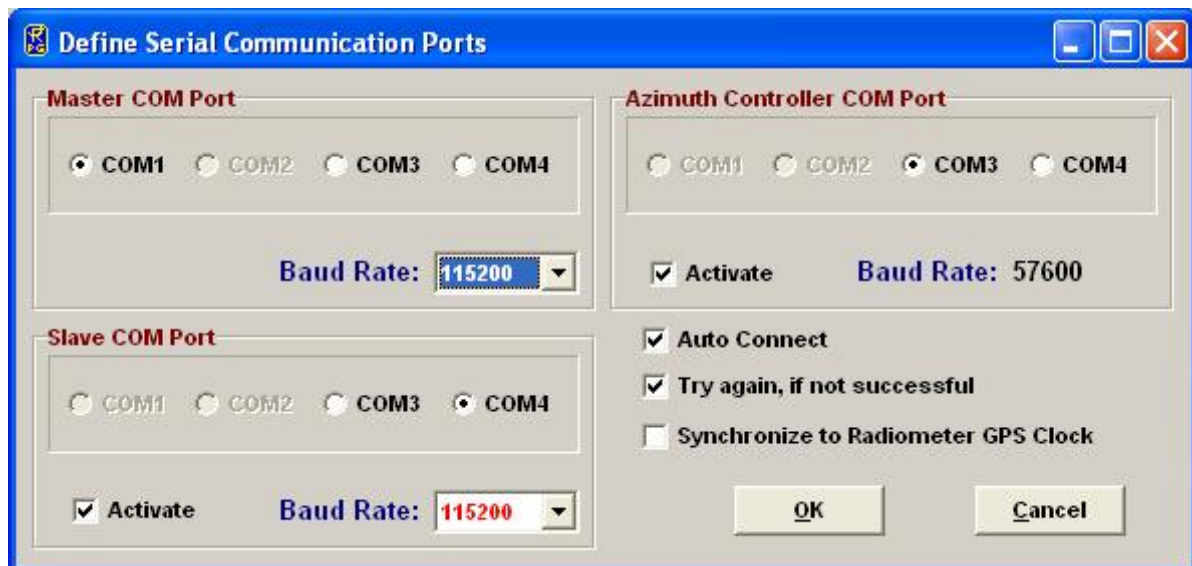 Define Serial Communication Ports
Master COM Port
COM1 COM2 COM3 COM4
Baud Rate: 115200
Slave COM Port
COM1 COM2 COM3 COM4
Activate Baud Rate: 115200
Azimuth Controller COM Port
COM1 COM2 COM3 COM4
Activate Baud Rate: 57600
Auto Connect
Try again, if not successful
Synchronize to Radiometer GPS Clock
OK Cancel